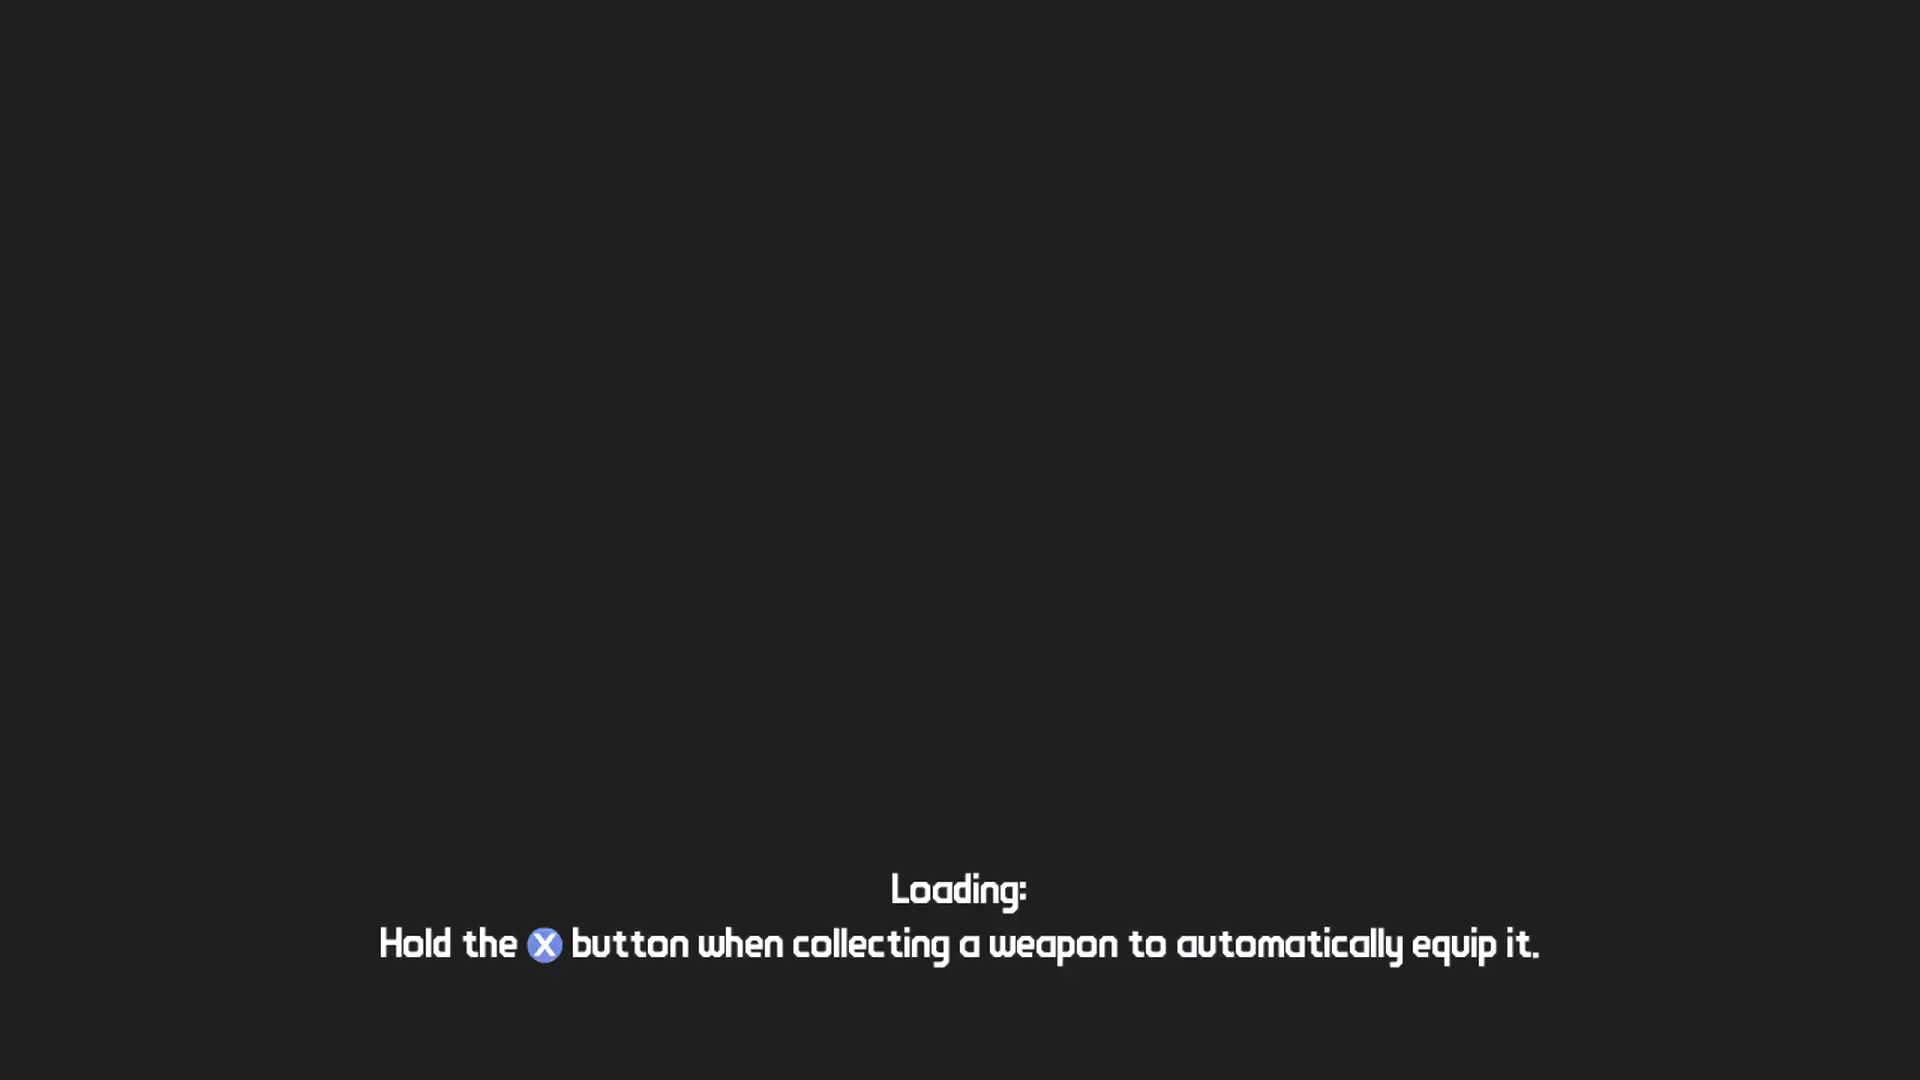 Loading:
Hold the X button when collecting a weapon to automatically equip it.